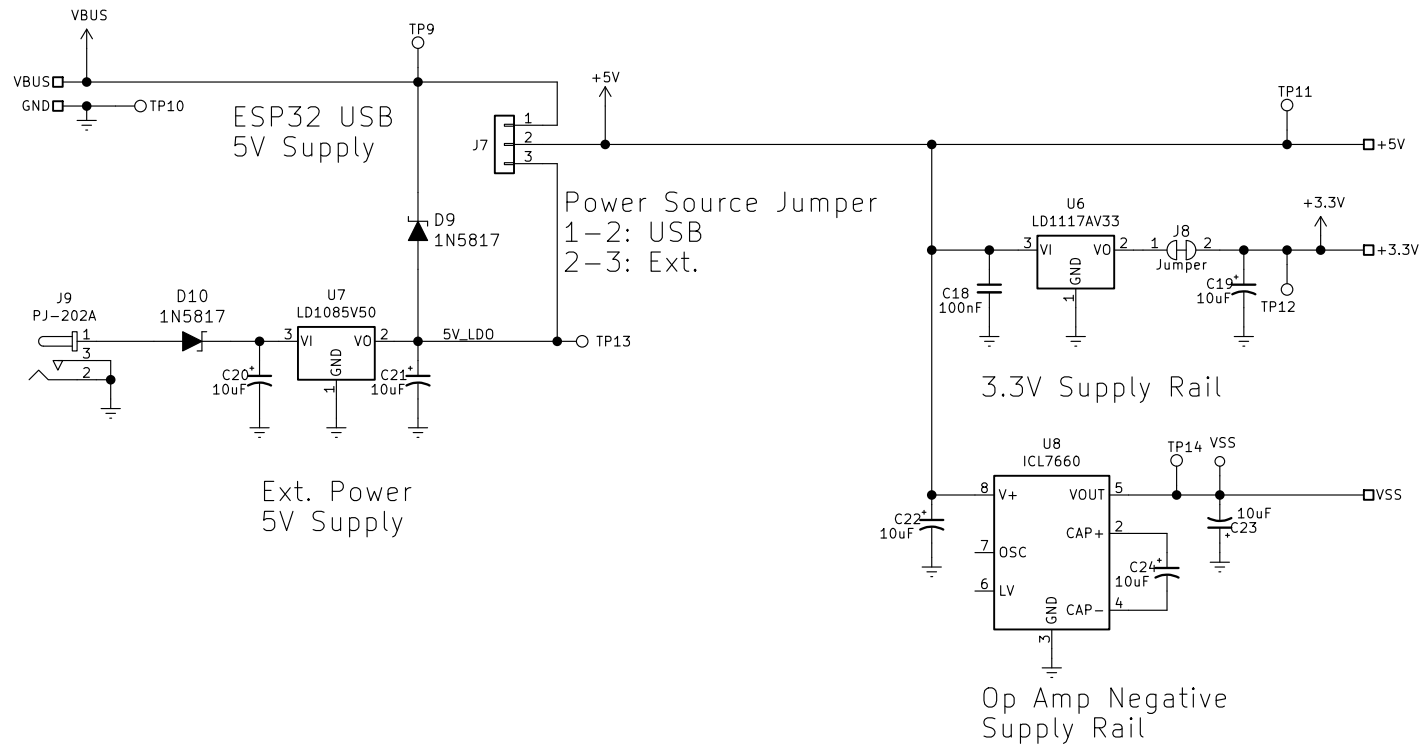 VBUS
TP9
VBUS
GND
TP10
ESP32 USB
5V Supply
+5V
TP11
J7
1
2
3
+5V
Power Source Jumper
1-2: USB
2-3: Ext.
D9
1N5817
U6
LD1117AV33
3
VI
VO
2
GND
1
1
J8
2
Jumper
+3.3V
+3.3V
C18
100nF
C19
10uF
TP12
3.3V Supply Rail
J9
PJ-202A
1
3
2
D10
1N5817
U7
LD1085V50
3
VI
VO
2
GND
1
5V_LDO
TP13
C20
10uF
C21
10uF
Ext. Power
5V Supply
U8
ICL7660
8
V+
VOUT
5
7
OSC
6
LV
CAP+
2
CAP-
4
GND
3
TP14
VSS
VSS
C22
10uF
10uF
C23
C24
10uF
Op Amp Negative
Supply Rail